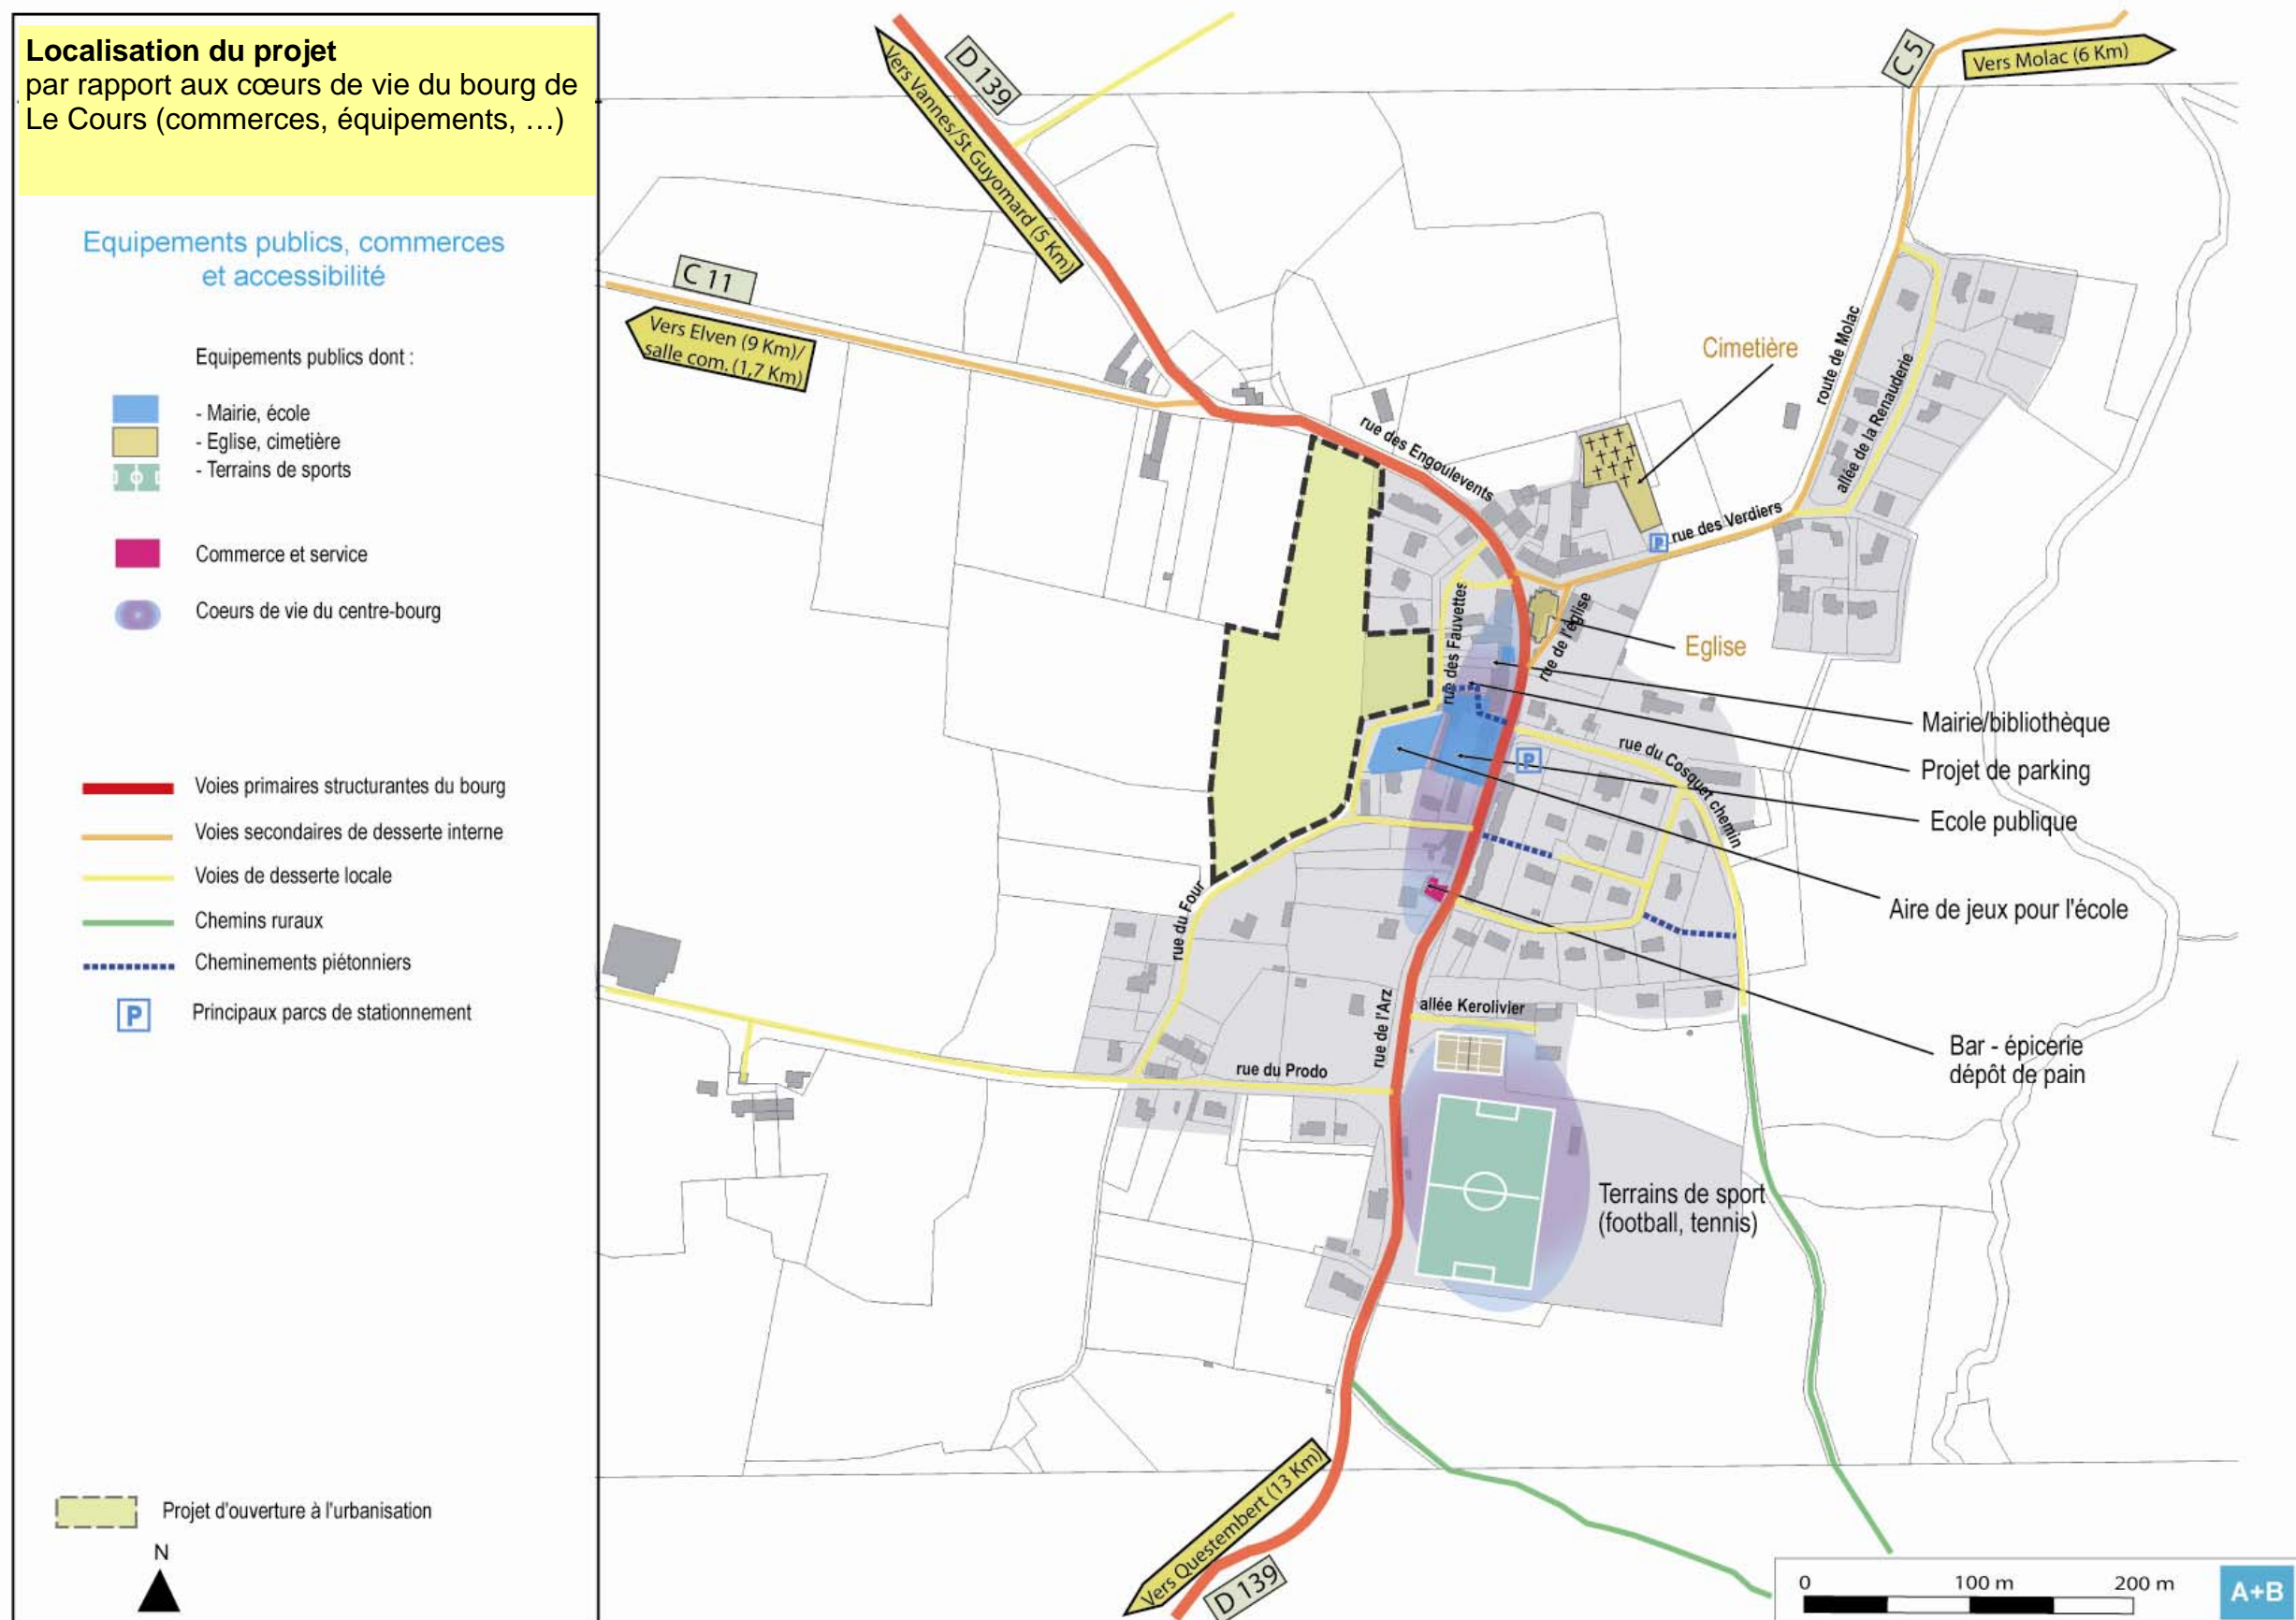 Localisation du projet
par rapport aux cœurs de vie du bourg de
Le Cours (commerces, équipements, …)
Equipements publics, commerces
et accessibilité
Equipements publics dont :
- Mairie, école
- Eglise, cimetière
- Terrains de sports
Commerce et service
Coeurs de vie du centre-bourg
Voies primaires structurantes du bourg
Voies secondaires de desserte interne
Voies de desserte locale
Chemins ruraux
Cheminements piétonniers
P
Principaux parcs de stationnement
Projet d'ouverture à l'urbanisation
N
D 139
Vers Vannes/St Guyomard (5 Km)
C 5
Vers Molac (6 Km)
C 11
Vers Elven (9 Km)/
salle com. (1,7 Km)
Cimetière
route de Molac
allée de la Renauderie
rue des Engoulevents
P
rue des Verdiers
rue des Fauvettes
rue de l'église
Eglise
Mairie/bibliothèque
Projet de parking
P
rue du Cosquet chemin
Ecole publique
Aire de jeux pour l'école
rue du Four
Bar - épicerie
dépôt de pain
rue de l'Arz
allée Kerolivier
rue du Prodo
Terrains de sport
(football, tennis)
Vers Questembert (13 Km)
D 139
0
100 m
200 m
A+B